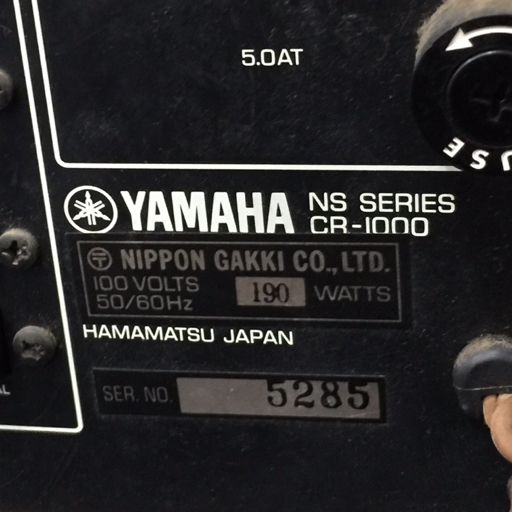 5.0AT
FUSE
YAMAHA NS SERIES
CR-1000
〒 NIPPON GAKKI CO., LTD.
100 VOLTS
50/60Hz 190 WATTS
HAMAMATSU JAPAN
SER. NO. 5285